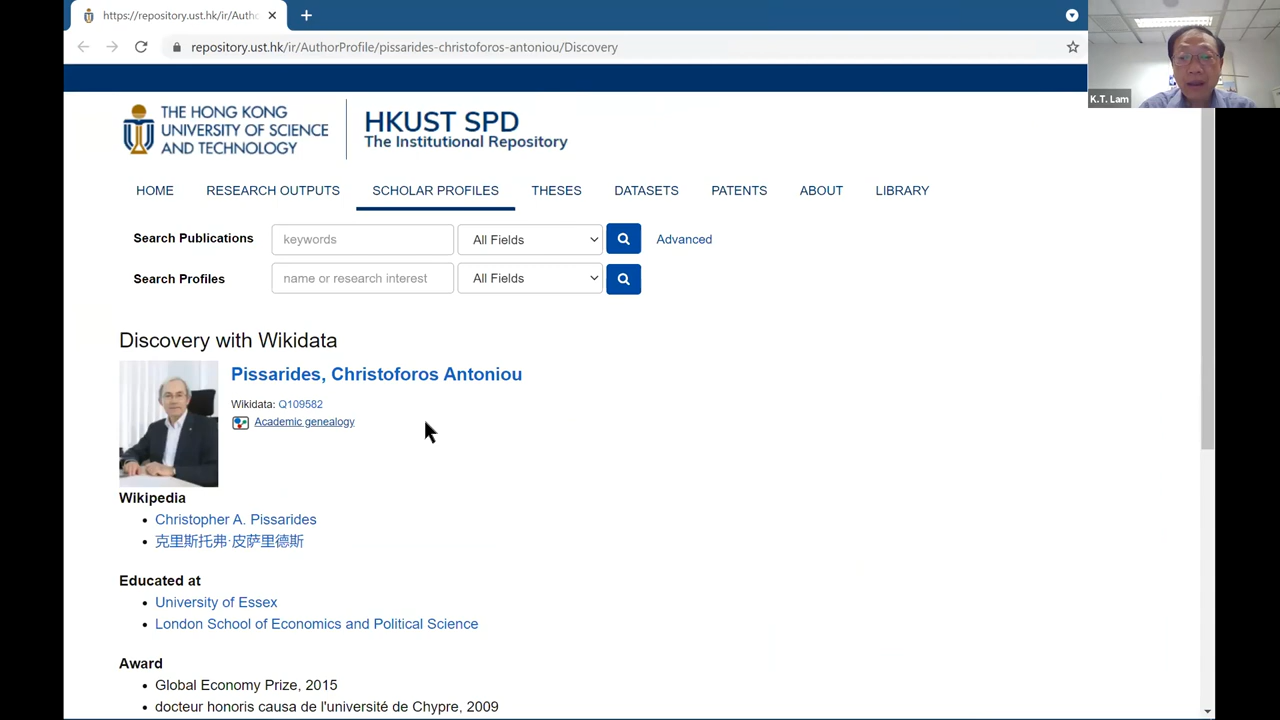 https://repository.ust.hk/ir/Auth
repository.ust.hk/ir/AuthorProfile/pissarides-christoforos-antoniou/Discovery
K.T. Lam
THE HONG KONG
UNIVERSITY OF SCIENCE
AND TECHNOLOGY
HKUST SPD
The Institutional Repository
HOME RESEARCH OUTPUTS SCHOLAR PROFILES THESES DATASETS PATENTS ABOUT LIBRARY
Search Publications keywords All Fields Advanced
Search Profiles name or research interest All Fields
Discovery with Wikidata
Pissarides, Christoforos Antoniou
Wikidata: Q109582
Academic genealogy
Wikipedia
• Christopher A. Pissarides
• 克里斯托弗·皮萨里德斯
Educated at
• University of Essex
• London School of Economics and Political Science
Award
• Global Economy Prize, 2015
• docteur honoris causa de l'université de Chypre, 2009